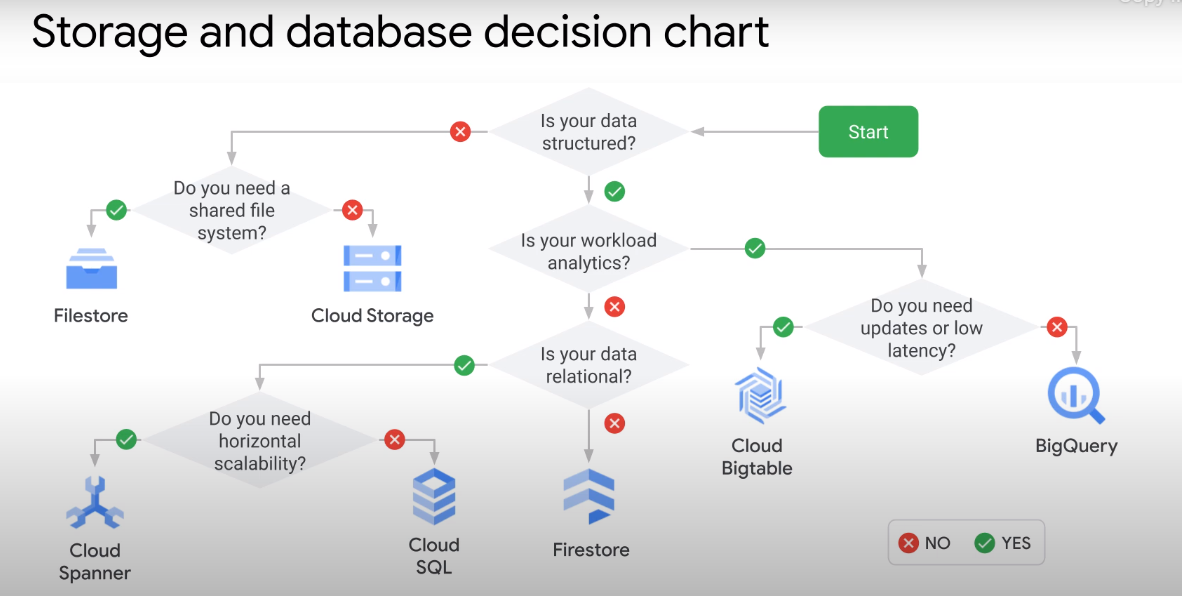 Storage and database decision chart
Is your data
structured?
Start
Do you need a
shared file
system?
Is your workload
analytics?
Filestore
Cloud Storage
Do you need
updates or low
latency?
Is your data
relational?
Do you need
horizontal
scalability?
Cloud
Bigtable
BigQuery
Cloud
Spanner
Cloud
SQL
Firestore
NO
YES